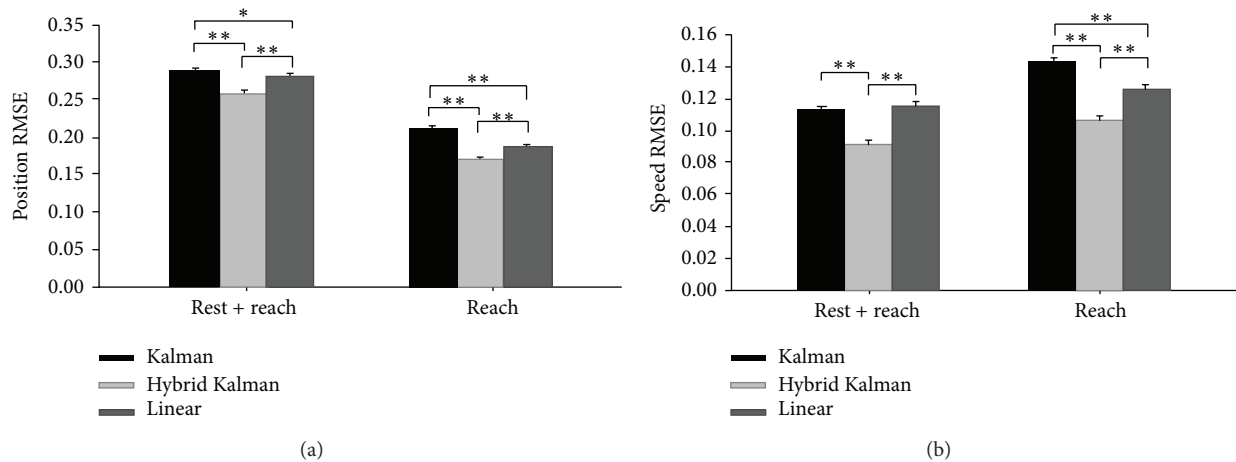 0.35
0.30
0.25
0.20
0.15
0.10
0.05
0.00
Position RMSE
*
**
**
**
**
**
Rest + reach
Reach
Kalman
Hybrid Kalman
Linear
(a)
0.16
0.14
0.12
0.10
0.08
0.06
0.04
0.02
0.00
Speed RMSE
**
**
**
**
**
Rest + reach
Reach
Kalman
Hybrid Kalman
Linear
(b)